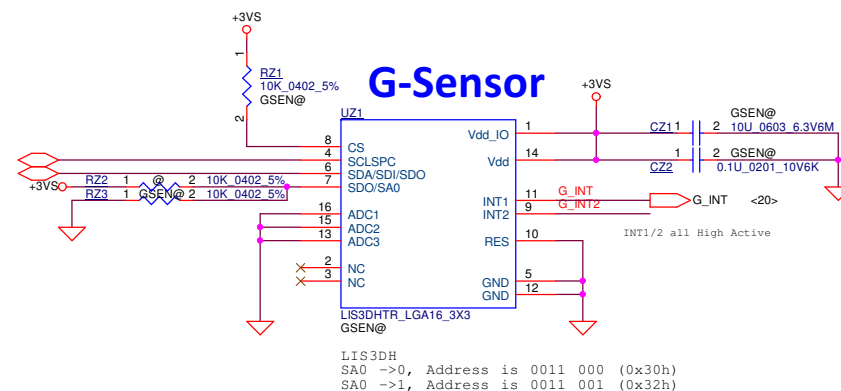 +3VS
G-Sensor
1
RZ1
10K_0402_5%
GSEN@
2
+3VS
UZ1
GSEN@
CZ1 1 2 10U_0603_6.3V6M
CZ2 1 2 GSEN@
0.1U_0201_10V6K
8 CS
4 SCLSPC
6 SDA/SDI/SDO
7 SDO/SA0
+3VS RZ2 1 @ 2 10K_0402_5%
RZ3 1 GSEN@ 2 10K_0402_5%
16 ADC1
15 ADC2
13 ADC3
2 NC
3 NC
Vdd_IO 1
Vdd 14
INT1 11 G_INT
INT2 9 G_INT2
G_INT <20>
INT1/2 all High Active
RES 10
GND 5
GND 12
LIS3DHTR_LGA16_3X3
GSEN@
LIS3DH
SA0 ->0, Address is 0011 000 (0x30h)
SA0 ->1, Address is 0011 001 (0x32h)